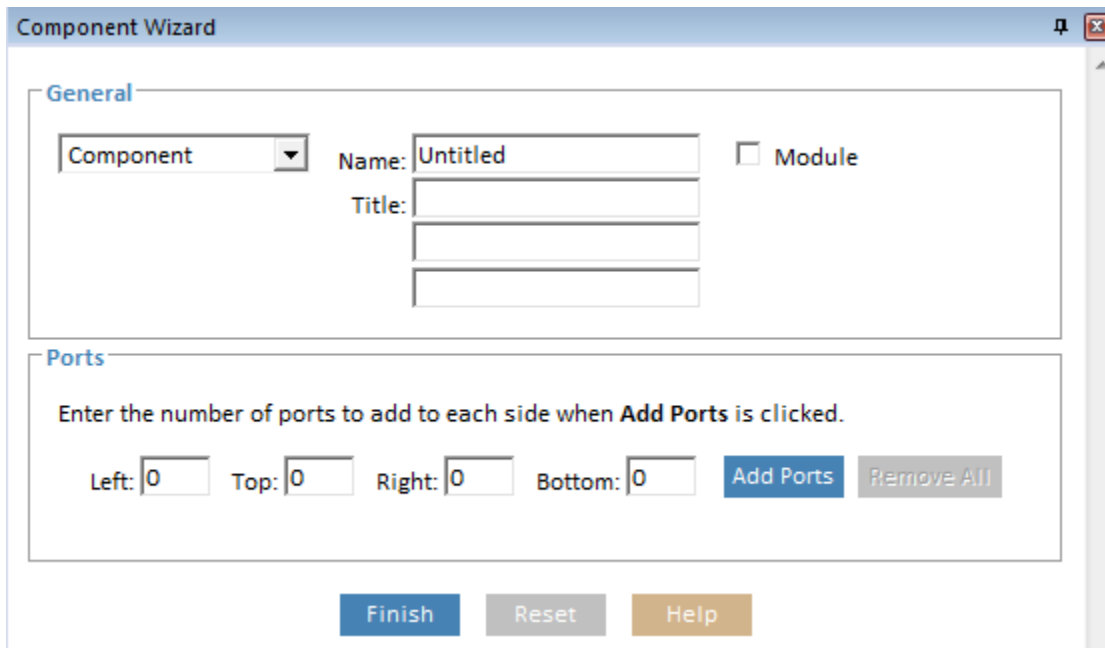 Component Wizard
General
Component Name: Untitled Module
Title:
Ports
Enter the number of ports to add to each side when Add Ports is clicked.
Left: 0 Top: 0 Right: 0 Bottom: 0 Add Ports Remove All
Finish Reset Help